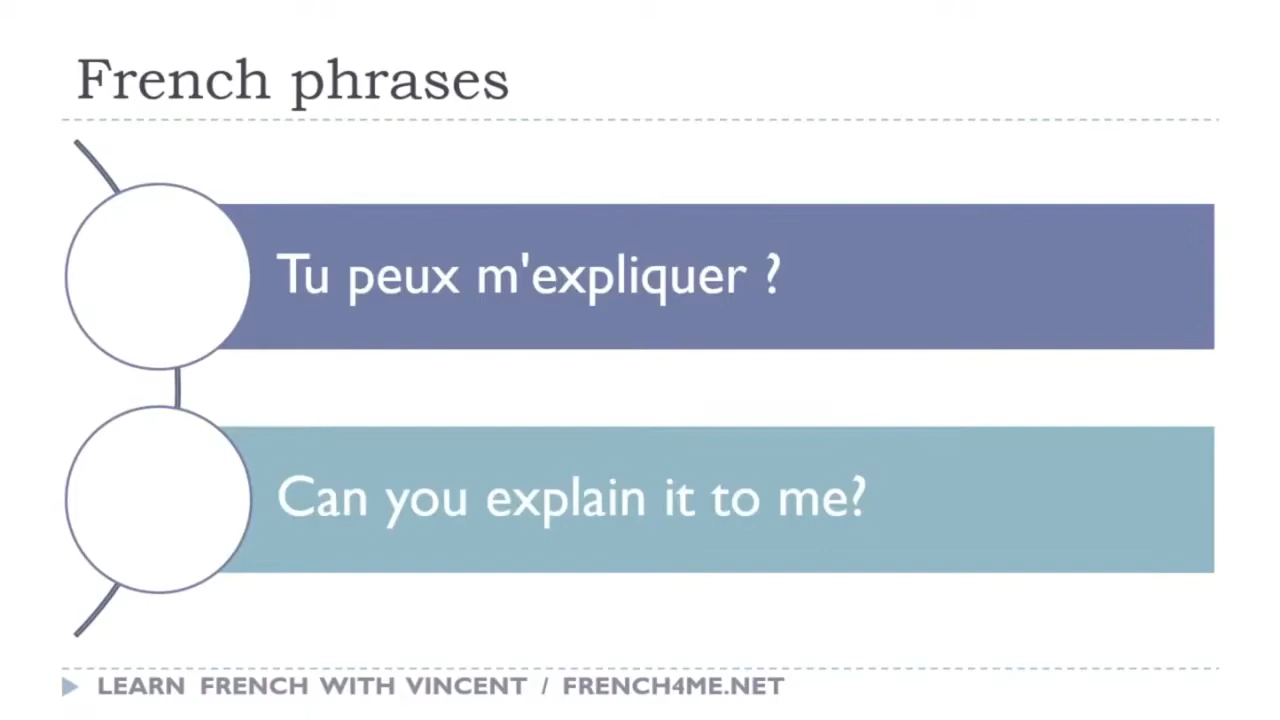 French phrases
Tu peux m'expliquer ?
Can you explain it to me?
LEARN FRENCH WITH VINCENT / FRENCH4ME.NET